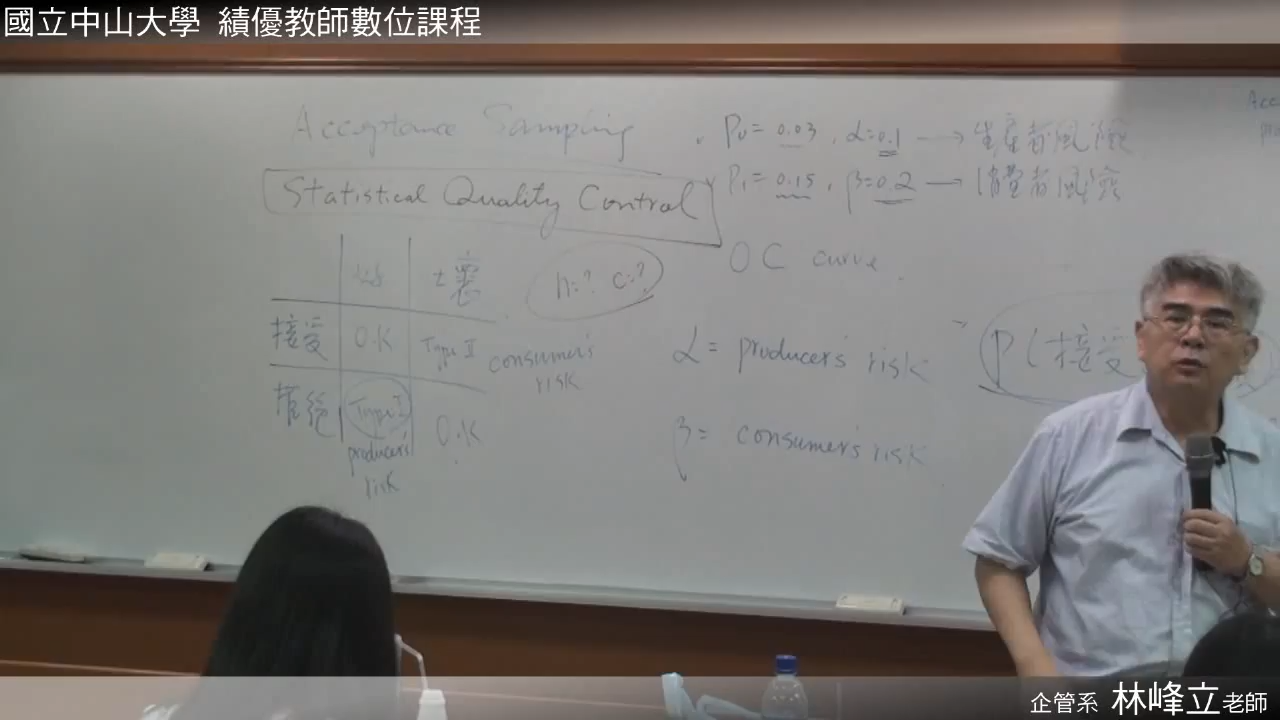 國立中山大學 績優教師數位課程
Acceptance Sampling
Statistical Quality Control
P0 = 0.03, α = 0.1 → 生產者風險
P1 = 0.15, β = 0.2 → 消費者風險
OC curve
n=? c=?
接受 O.K Type II consumer's risk
拒絕 Type I O.K
producer's risk
α = producer's risk
β = consumer's risk
P(接受
Acc
企管系 林峰立老師